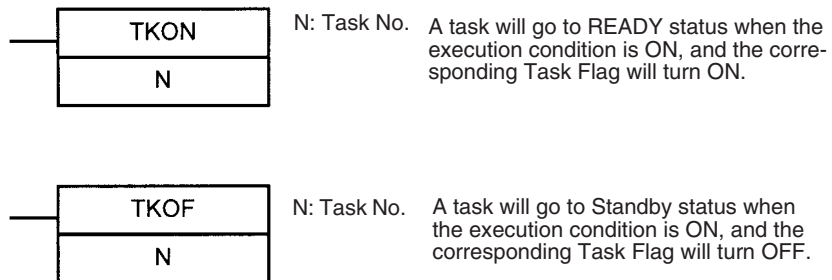 TKON
N
N: Task No.
A task will go to READY status when the
execution condition is ON, and the corre-
sponding Task Flag will turn ON.
TKOF
N
N: Task No.
A task will go to Standby status when
the execution condition is ON, and the
corresponding Task Flag will turn OFF.